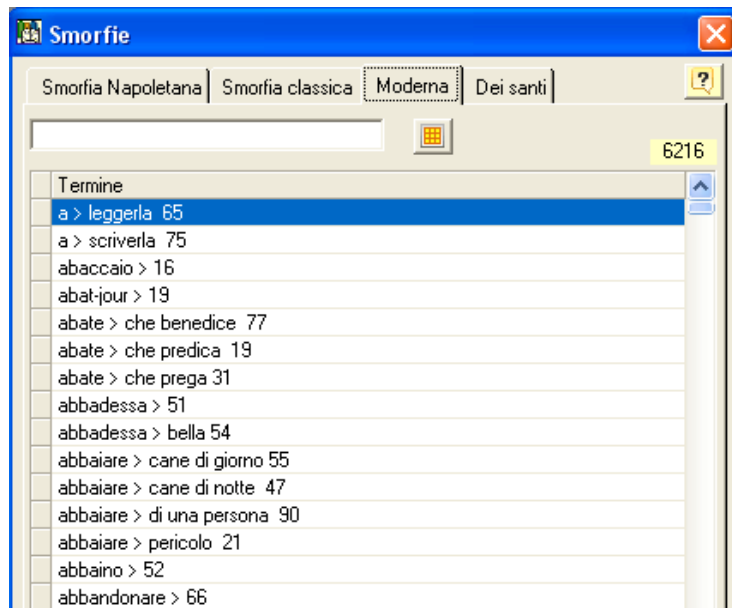 Smorfie
Smorfia Napoletana Smorfia classica Moderna Dei santi ?
6216
Termine
a > leggerla 65
a > scriverla 75
abaccaio > 16
abat-jour > 19
abate > che benedice 77
abate > che predica 19
abate > che prega 31
abbadessa > 51
abbadessa > bella 54
abbaiare > cane di giorno 55
abbaiare > cane di notte 47
abbaiare > di una persona 90
abbaiare > pericolo 21
abbaino > 52
abbandonare > 66